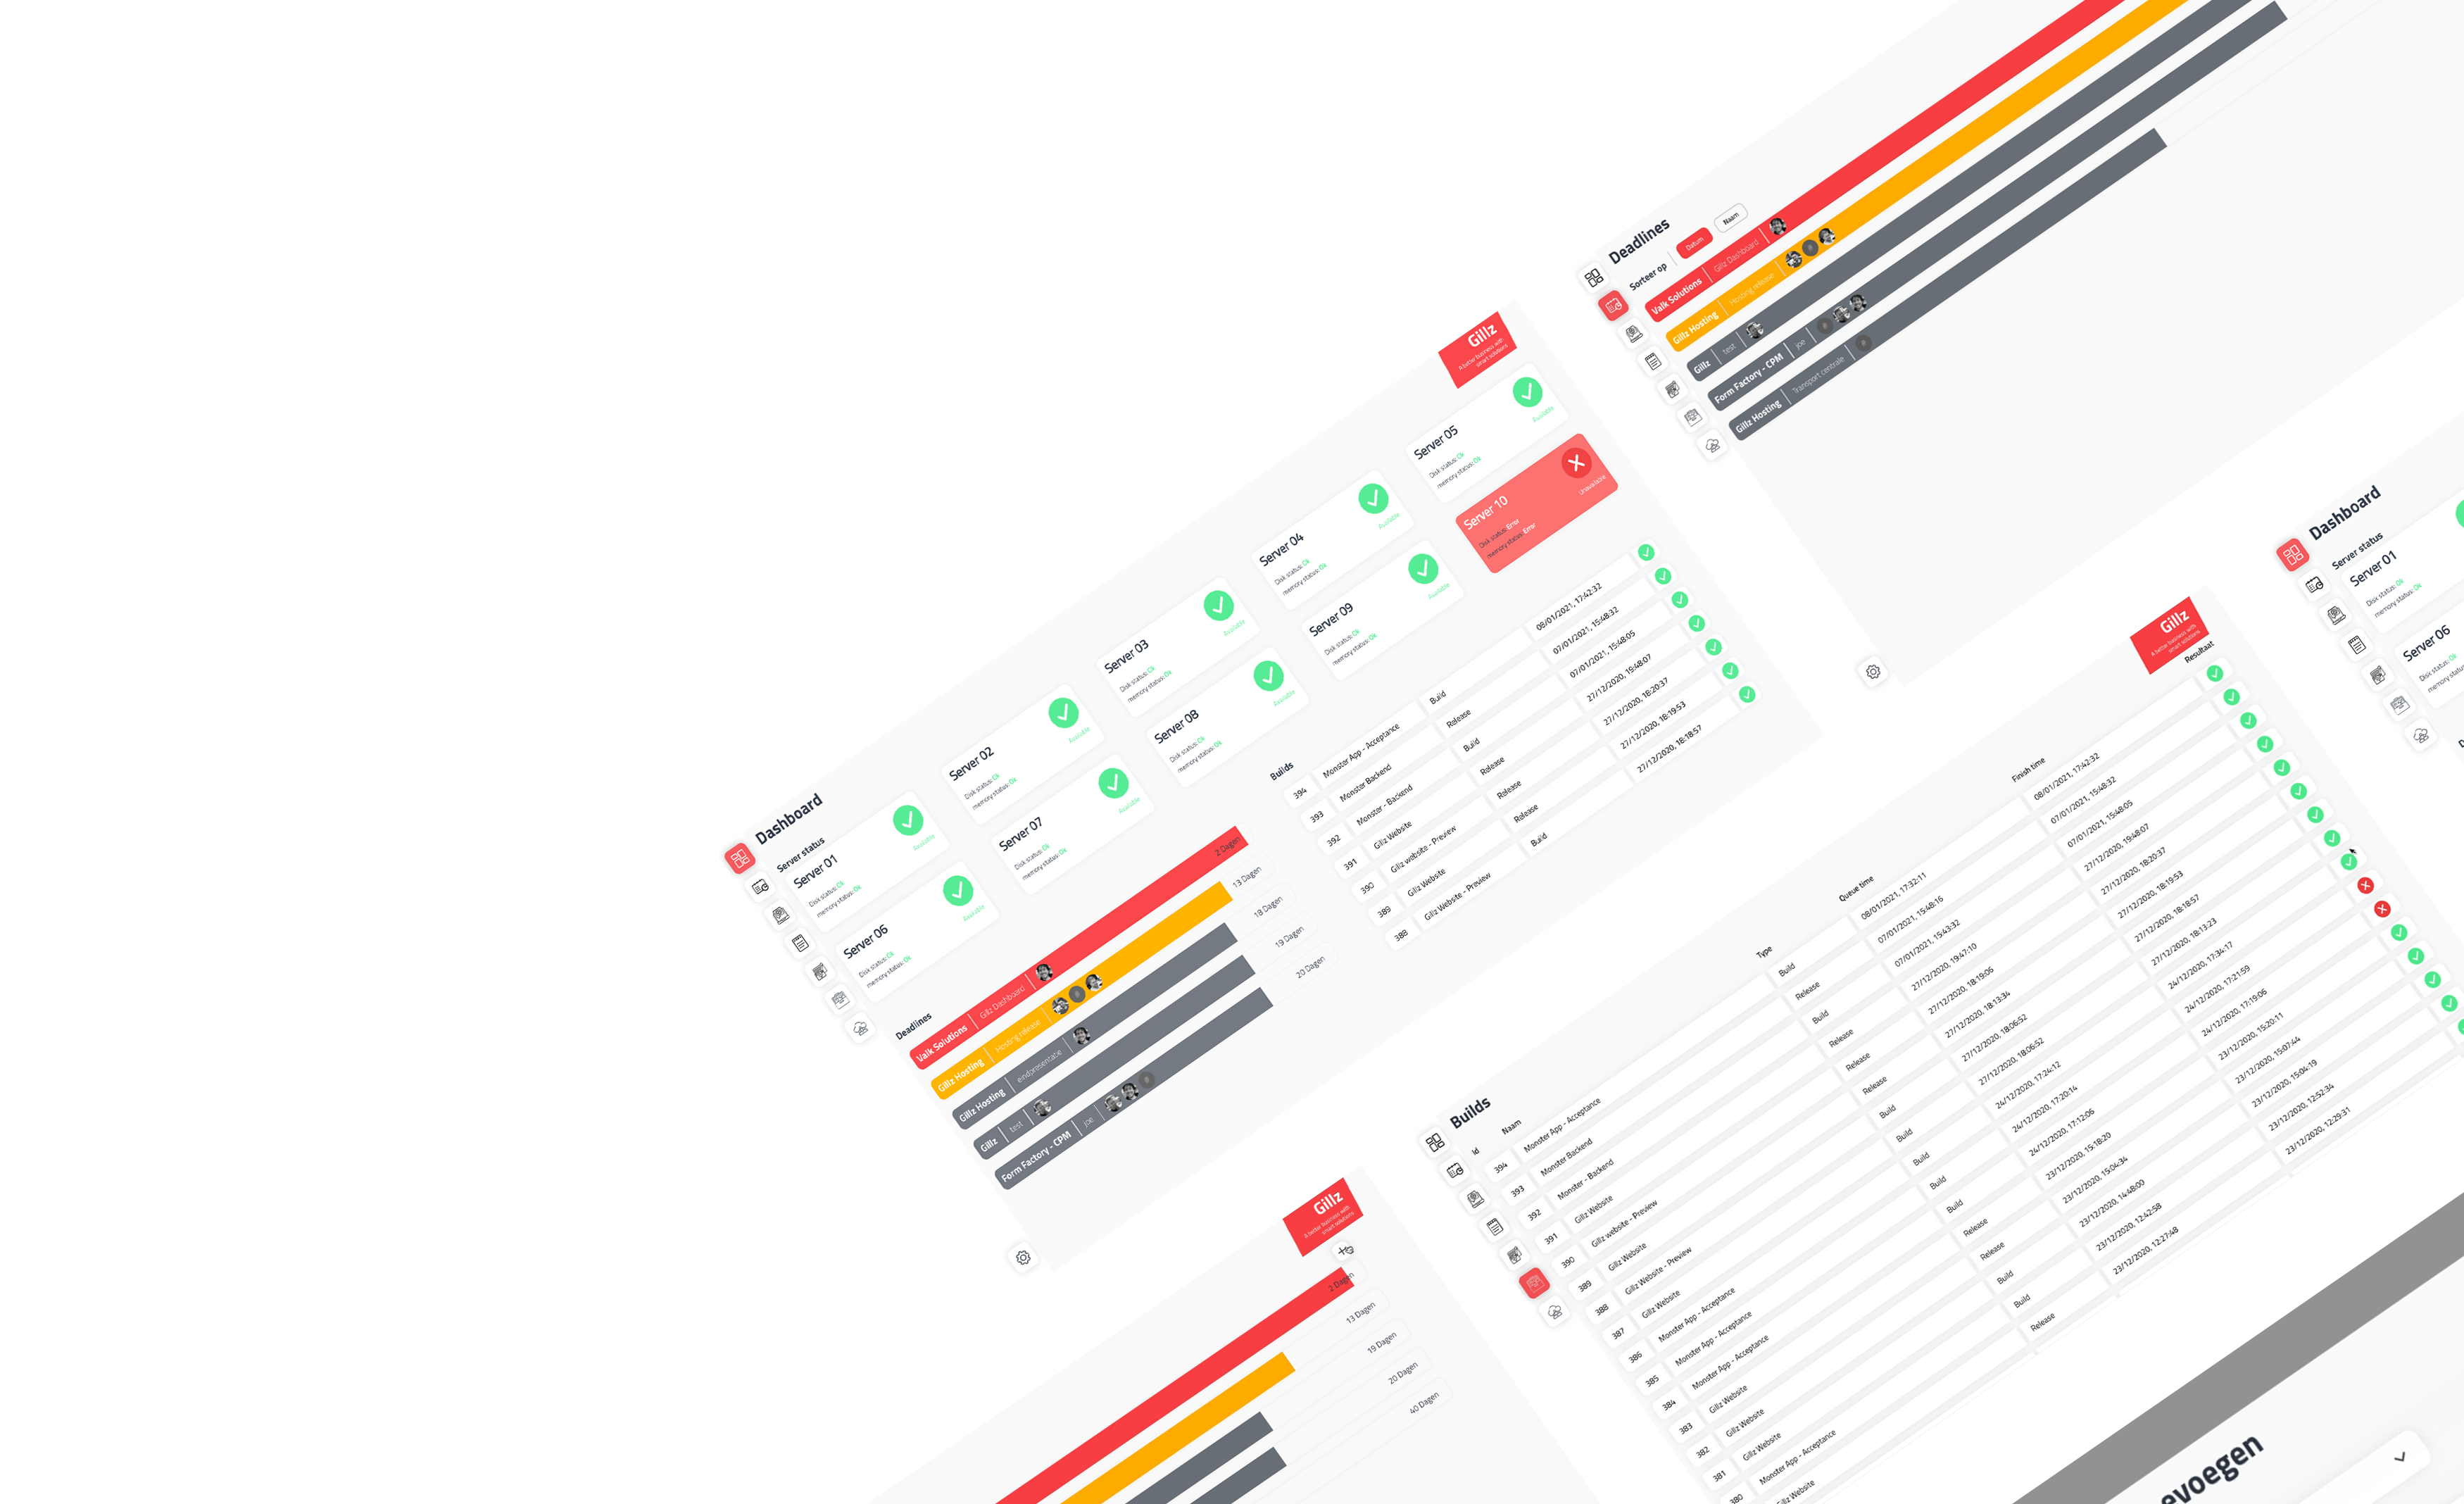 Dashboard
Server status
Server 01
Disk status: Ok
memory status: Ok
Available
Server 02
Disk status: Ok
memory status: Ok
Available
Server 03
Disk status: Ok
memory status: Ok
Available
Server 04
Disk status: Ok
memory status: Ok
Available
Server 05
Disk status: Ok
memory status: Ok
Available
Server 06
Disk status: Ok
memory status: Ok
Available
Server 07
Disk status: Ok
memory status: Ok
Available
Server 08
Disk status: Ok
memory status: Ok
Available
Server 09
Disk status: Ok
memory status: Ok
Available
Server 10
Disk status: Error
memory status: Error
Unavailable
Gillz
A better business with
smart solutions
Deadlines
Valk Solutions Gillz Dashboard 2 Dagen
Gillz Hosting Hosting release 13 Dagen
Gillz Hosting eindpresentatie 18 Dagen
Gillz test 19 Dagen
Form Factory - CPM joe 20 Dagen
Builds
394 Monster App - Acceptance Build 08/01/2021, 17:42:32
393 Monster Backend Release 07/01/2021, 15:48:32
392 Monster - Backend Build 07/01/2021, 15:48:05
391 Gillz Website Release 27/12/2020, 19:48:07
390 Gillz website - Preview Release 27/12/2020, 18:20:37
389 Gillz Website Release 27/12/2020, 18:19:53
388 Gillz Website - Preview Build 27/12/2020, 18:18:57
Deadlines
Sorteer op Datum Naam
Valk Solutions Gillz Dashboard
Gillz Hosting Hosting release
Gillz test
Form Factory - CPM joe
Gillz Hosting Transport centrale
Gillz
A better business with
smart solutions
2 Dagen
13 Dagen
19 Dagen
20 Dagen
40 Dagen
Builds
Gillz
A better business with
smart solutions
Id Naam Type Queue time Finish time Resultaat
394 Monster App - Acceptance Build 08/01/2021, 17:32:11 08/01/2021, 17:42:32
393 Monster Backend Release 07/01/2021, 15:48:16 07/01/2021, 15:48:32
392 Monster - Backend Build 07/01/2021, 15:43:32 07/01/2021, 15:48:05
391 Gillz Website Release 27/12/2020, 19:47:10 27/12/2020, 19:48:07
390 Gillz website - Preview Release 27/12/2020, 18:19:06 27/12/2020, 18:20:37
389 Gillz Website Release 27/12/2020, 18:13:34 27/12/2020, 18:19:53
388 Gillz Website - Preview Build 27/12/2020, 18:06:52 27/12/2020, 18:18:57
387 Gillz Website Build 27/12/2020, 18:06:52 27/12/2020, 18:13:23
386 Monster App - Acceptance Build 24/12/2020, 17:24:12 24/12/2020, 17:34:17
385 Monster App - Acceptance Build 24/12/2020, 17:20:14 24/12/2020, 17:21:59
384 Monster App - Acceptance Build 24/12/2020, 17:12:06 24/12/2020, 17:19:06
383 Gillz Website Release 23/12/2020, 15:18:20 23/12/2020, 15:20:11
382 Gillz Website Release 23/12/2020, 15:04:34 23/12/2020, 15:07:44
381 Gillz Website Build 23/12/2020, 14:48:00 23/12/2020, 15:04:19
380 Monster App - Acceptance Build 23/12/2020, 12:42:58 23/12/2020, 12:52:34
Gillz Website Release 23/12/2020, 12:27:48 23/12/2020, 12:29:31
Dashboard
Server status
Server 01
Disk status: Ok
memory status: Ok
Server 06
Disk status: Ok
evoegen